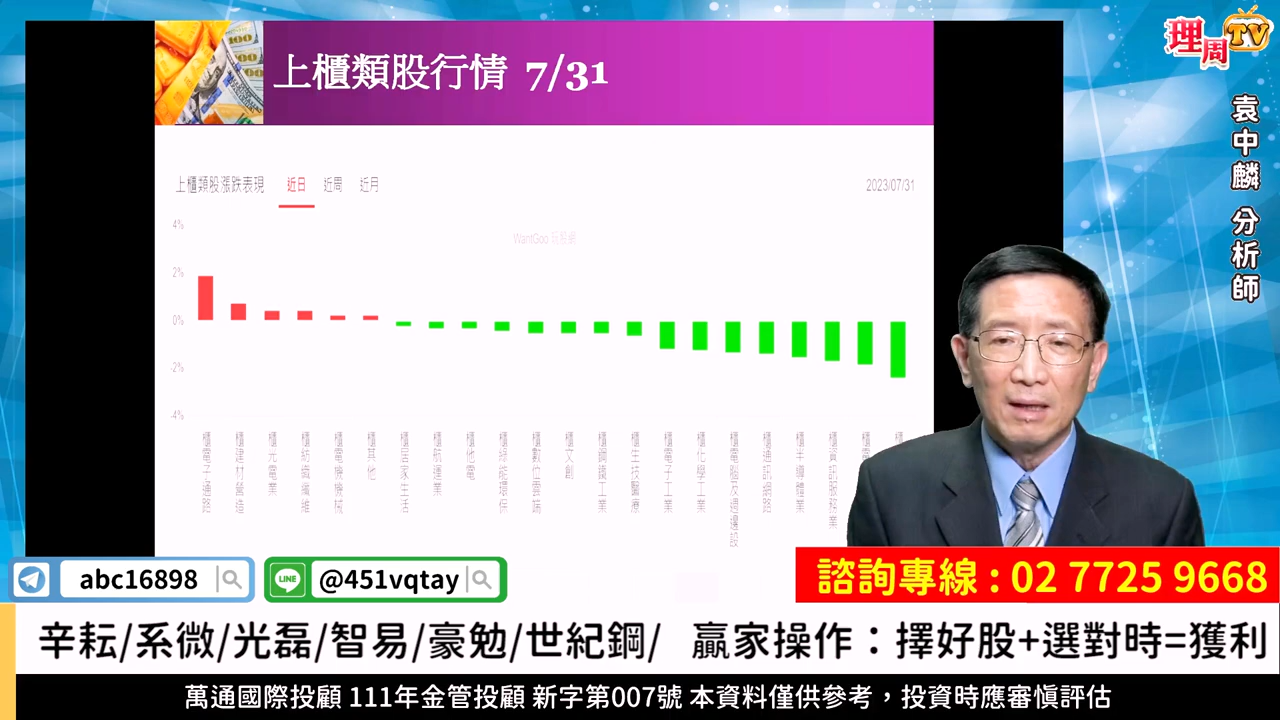 上櫃類股行情 7/31
理周TV
袁中麟 分析師
上櫃類股漲跌表現 近日 近周 近月
2023/07/31
WantGoo 玩股網
4%
2%
0%
-2%
-4%
櫃電子通路
櫃建材營造
櫃光電業
櫃紡織纖維
櫃電機機械
櫃其他
櫃居家生活
櫃航運業
櫃他電
櫃綠能環保
櫃數位雲端
櫃文創
櫃鋼鐵工業
櫃生技醫療
櫃電子工業
櫃化學工業
櫃電腦及週邊設
櫃通訊網路
櫃半導體業
櫃資訊服務業
abc16898
LINE
@451vqtay
諮詢專線 : 02 7725 9668
辛耘/系微/光磊/智易/豪勉/世紀鋼/ 贏家操作：擇好股+選對時=獲利
萬通國際投顧 111年金管投顧 新字第007號 本資料僅供參考，投資時應審慎評估